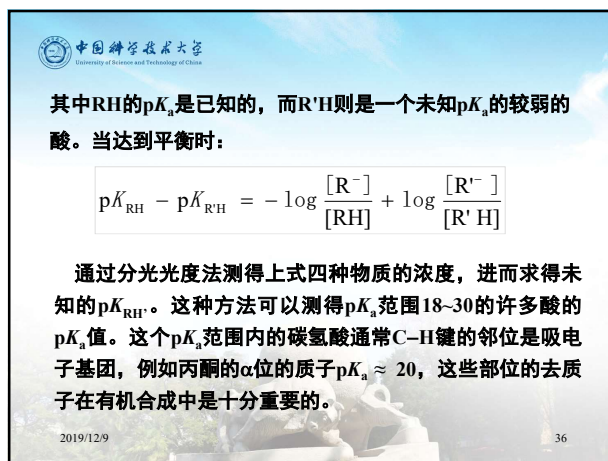 中国科学技术大学
University of Science and Technology of China
其中RH的pKa是已知的，而R'H则是一个未知pKa的较弱的
酸。当达到平衡时：
pK_RH − pK_R'H = − log [R⁻]/[RH] + log [R'⁻]/[R' H]
通过分光光度法测得上式四种物质的浓度，进而求得未
知的pK_RH'。这种方法可以测得pKa范围18~30的许多酸的
pKa值。这个pKa范围内的碳氢酸通常C–H键的邻位是吸电
子基团，例如丙酮的α位的质子pKa ≈ 20，这些部位的去质
子在有机合成中是十分重要的。
2019/12/9
36